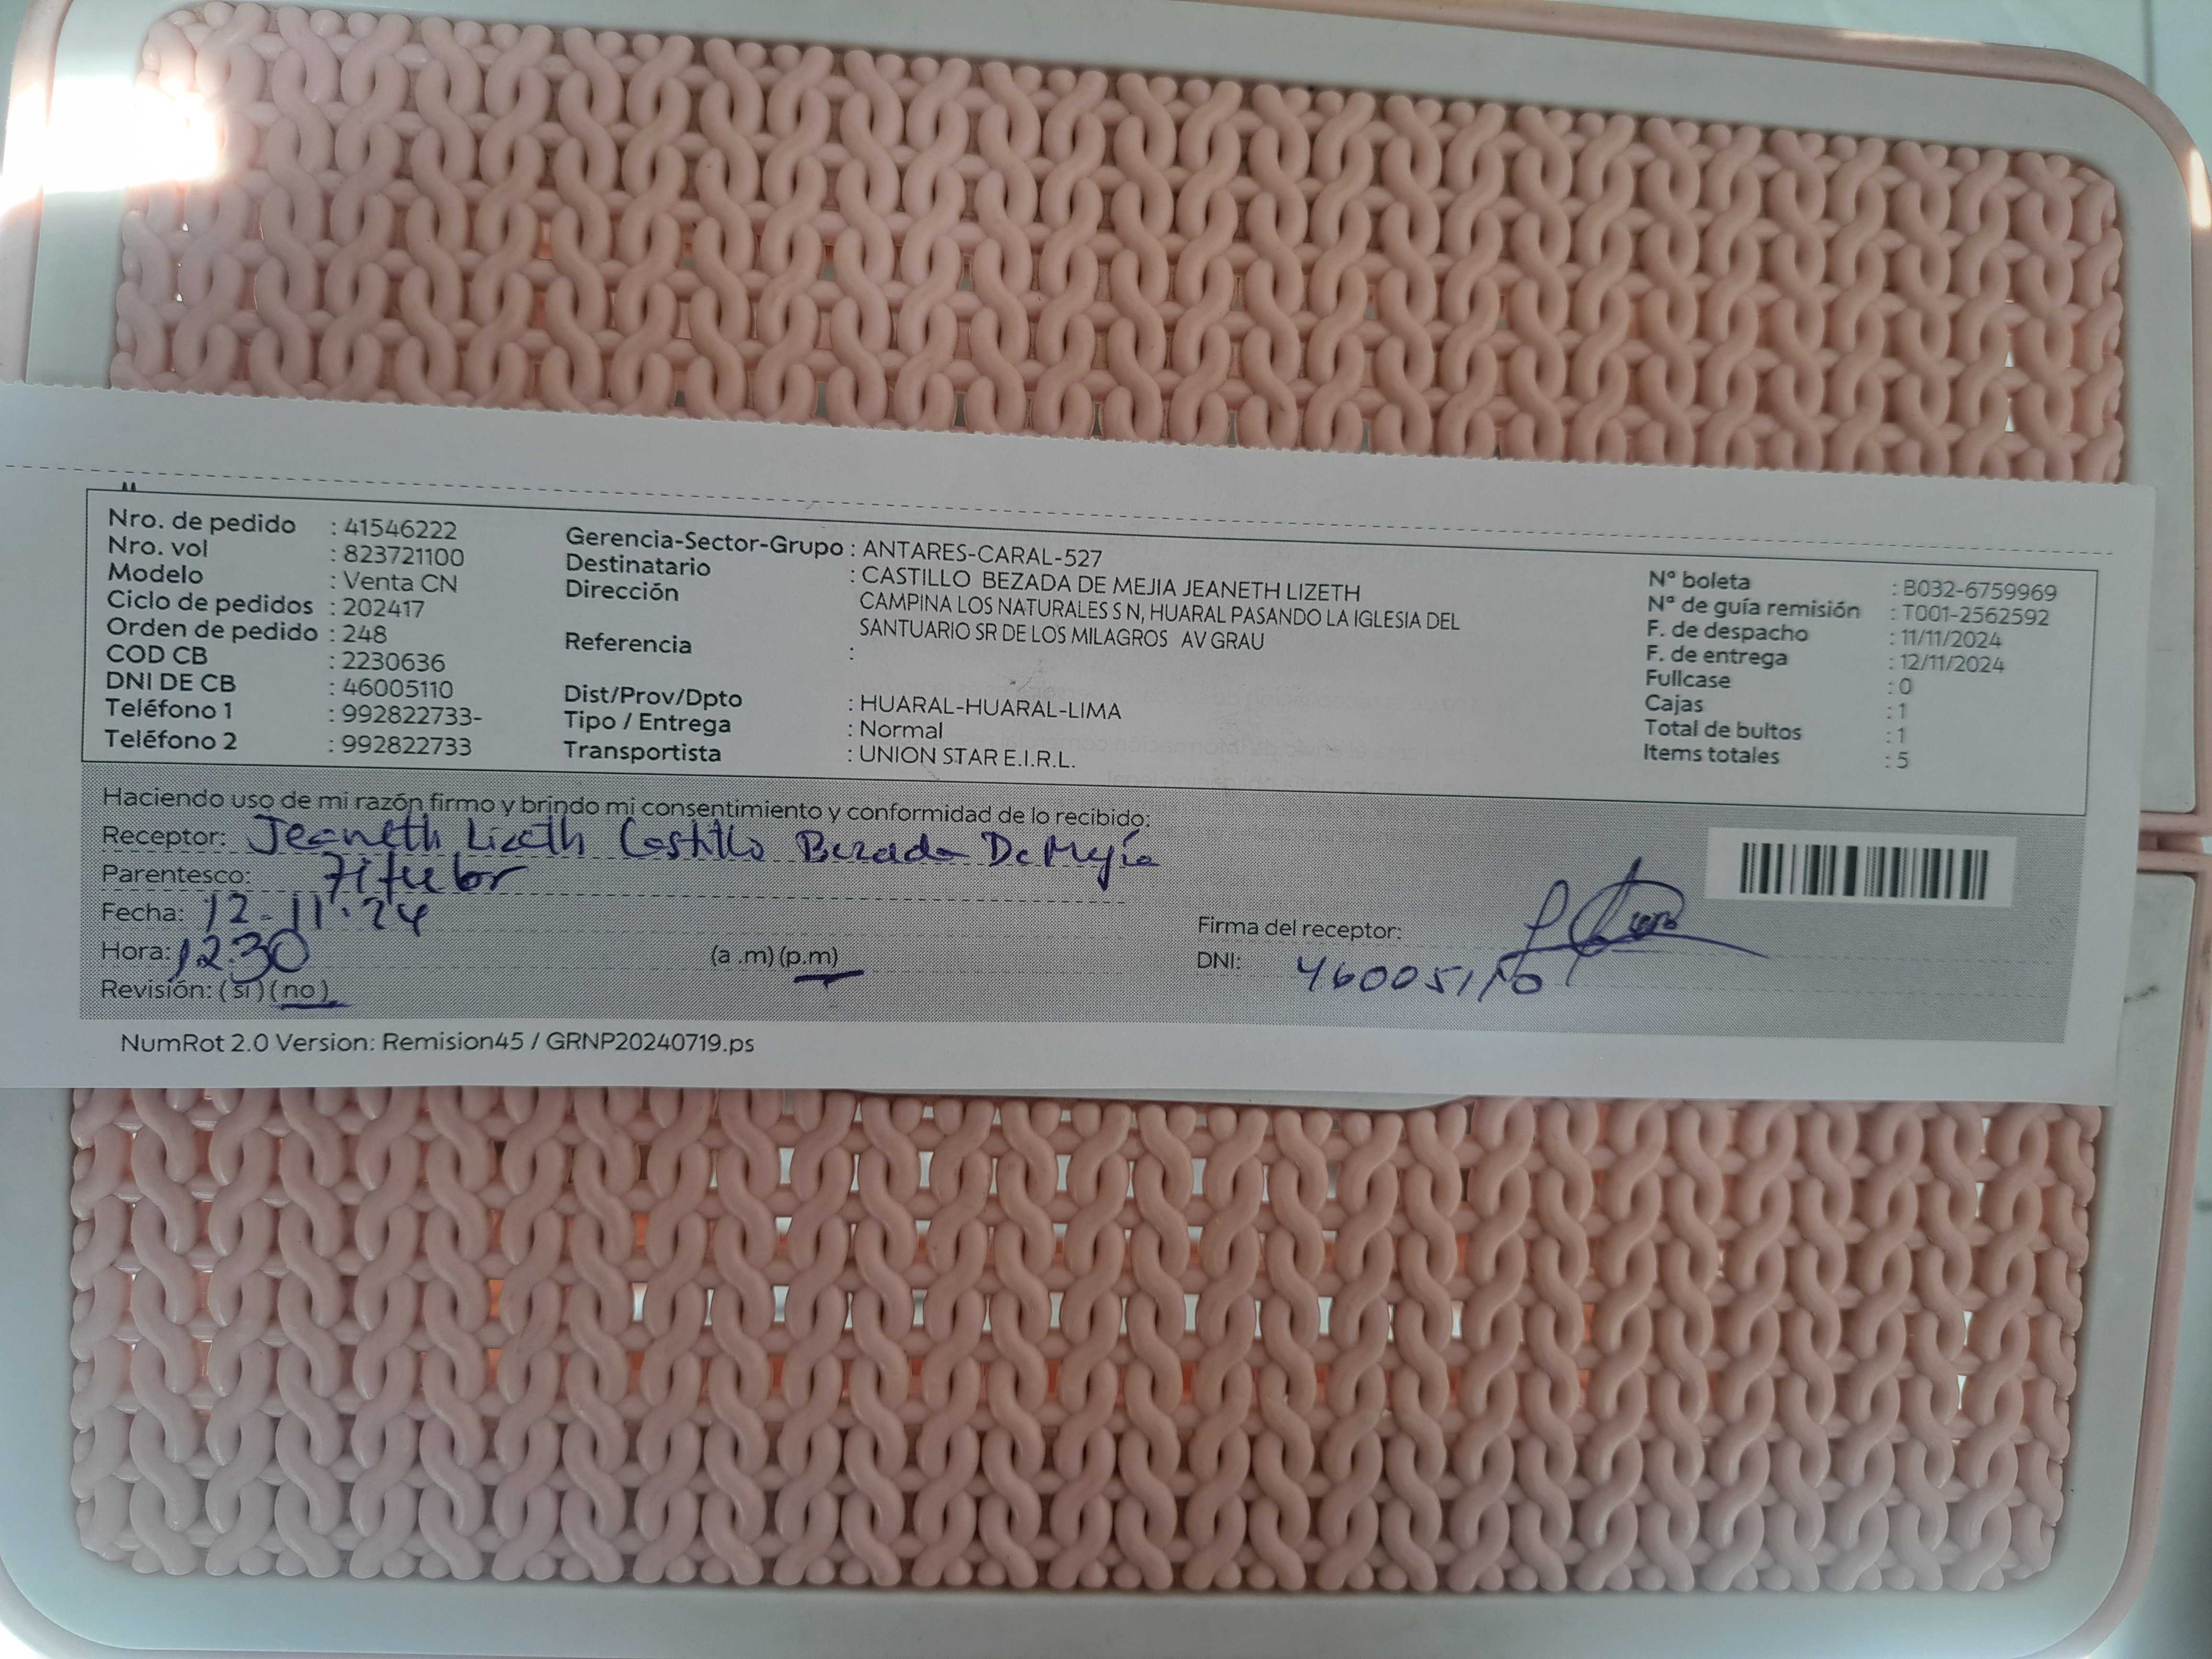 Nro. de pedido : 41546222
Nro. vol : 823721100
Modelo : Venta CN
Ciclo de pedidos : 202417
Orden de pedido : 248
COD CB : 2230636
DNI DE CB : 46005110
Teléfono 1 : 992822733-
Teléfono 2 : 992822733
Gerencia-Sector-Grupo : ANTARES-CARAL-527
Destinatario : CASTILLO BEZADA DE MEJIA JEANETH LIZETH
Dirección CAMPINA LOS NATURALES S N, HUARAL PASANDO LA IGLESIA DEL
SANTUARIO SR DE LOS MILAGROS AV GRAU
Referencia :
Dist/Prov/Dpto : HUARAL-HUARAL-LIMA
Tipo / Entrega : Normal
Transportista : UNION STAR E.I.R.L.
N° boleta : B032-6759969
N° de guía remisión : T001-2562592
F. de despacho : 11/11/2024
F. de entrega : 12/11/2024
Fullcase : 0
Cajas : 1
Total de bultos : 1
Items totales : 5
Haciendo uso de mi razón firmo y brindo mi consentimiento y conformidad de lo recibido:
Receptor: Jeaneth Lizeth Castillo Bezada De Mejía
Parentesco: Titular
Fecha: 12-11-24
Hora: 12:30 (a .m) (p.m)
Revisión: (si) (no)
Firma del receptor:
DNI: 46005110
NumRot 2.0 Version: Remision45 / GRNP20240719.ps